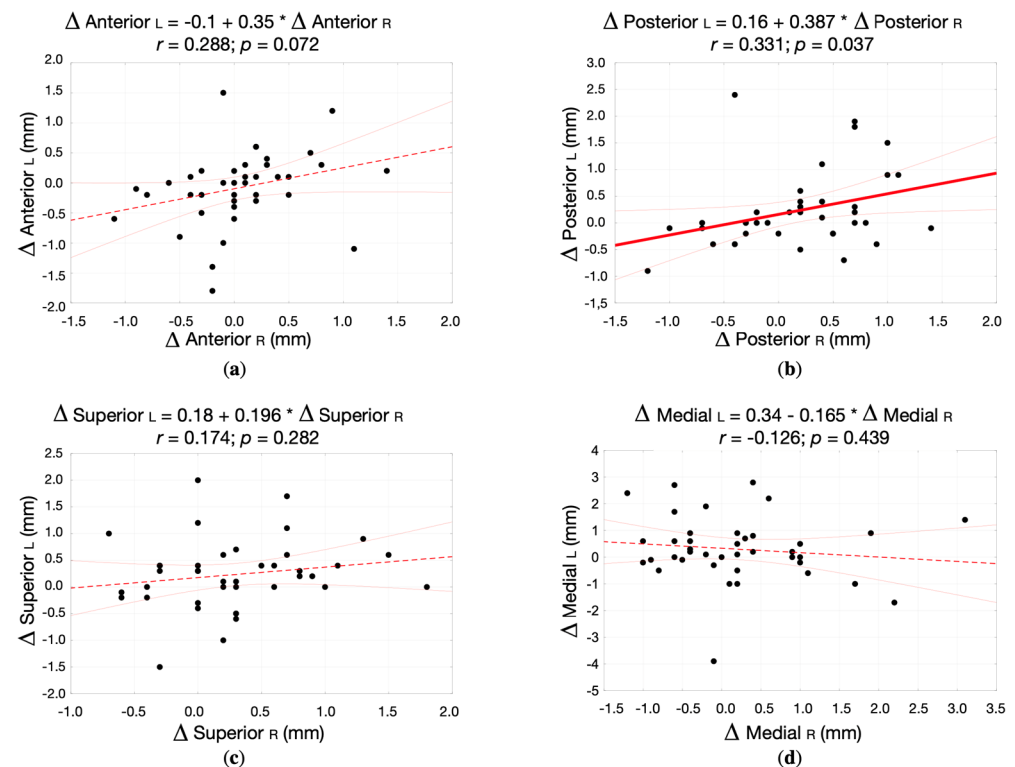 Δ Anterior L = -0.1 + 0.35 * Δ Anterior R
r = 0.288; p = 0.072
Δ Anterior L (mm)
2.0
1.5
1.0
0.5
0.0
-0.5
-1.0
-1.5
-2.0
-1.5 -1.0 -0.5 0.0 0.5 1.0 1.5 2.0
Δ Anterior R (mm)
(a)
Δ Posterior L = 0.16 + 0.387 * Δ Posterior R
r = 0.331; p = 0.037
Δ Posterior L (mm)
3.0
2.5
2.0
1.5
1.0
0.5
0.0
-0.5
-1.0
-1,5
-1.5 -1.0 -0.5 0.0 0.5 1.0 1.5 2.0
Δ Posterior R (mm)
(b)
Δ Superior L = 0.18 + 0.196 * Δ Superior R
r = 0.174; p = 0.282
Δ Superior L (mm)
2.5
2.0
1.5
1.0
0.5
0.0
-0.5
-1.0
-1.5
-2.0
-1.0 -0.5 0.0 0.5 1.0 1.5 2.0
Δ Superior R (mm)
(c)
Δ Medial L = 0.34 - 0.165 * Δ Medial R
r = -0.126; p = 0.439
Δ Medial L (mm)
4
3
2
1
0
-1
-2
-3
-4
-5
-1.5 -1.0 -0.5 0.0 0.5 1.0 1.5 2.0 2.5 3.0 3.5
Δ Medial R (mm)
(d)